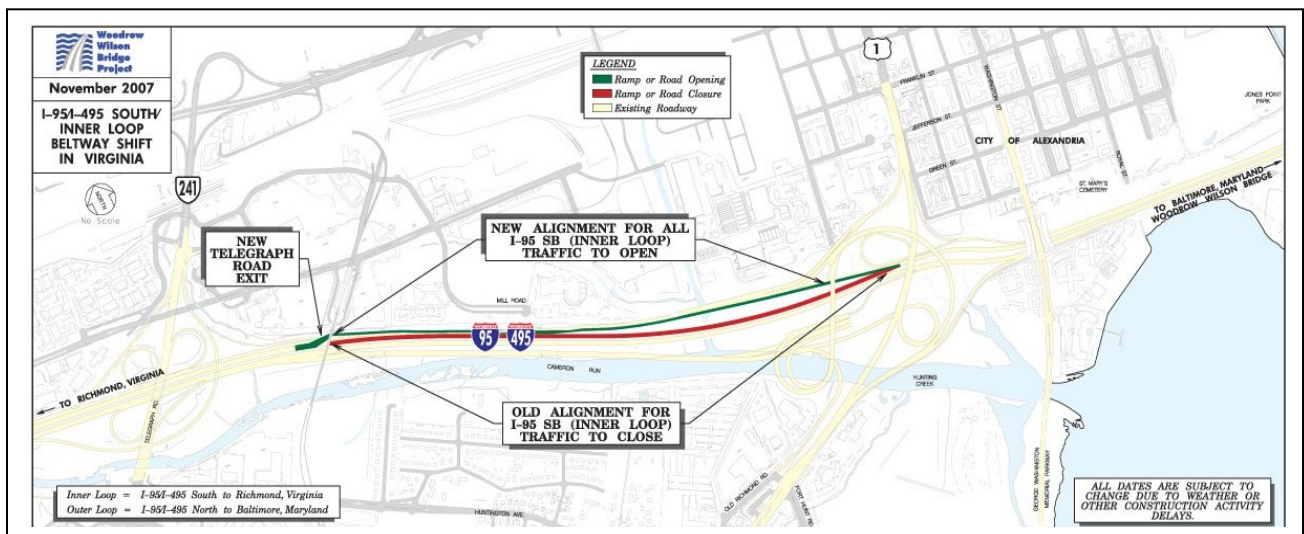 Woodrow
Wilson
Bridge
Project
November 2007
I-95/I-495 SOUTH/
INNER LOOP
BELTWAY SHIFT
IN VIRGINIA
NORTH
No Scale
241
LEGEND
Ramp or Road Opening
Ramp or Road Closure
Existing Roadway
1
FRANKLIN ST
JEFFERSON ST.
GREEN ST.
WASHINGTON ST
ROYAL ST
CITY OF ALEXANDRIA
JONES POINT
PARK
ST. MARY'S
CEMETERY
TO BALTIMORE, MARYLAND
WOODROW WILSON BRIDGE
NEW
TELEGRAPH
ROAD
EXIT
NEW ALIGNMENT FOR ALL
I-95 SB (INNER LOOP)
TRAFFIC TO OPEN
MILL ROAD
95
495
CAMERON RUN
HUNTING
CREEK
TO RICHMOND, VIRGINIA
TELEGRAPH RD.
OLD ALIGNMENT FOR
I-95 SB (INNER LOOP)
TRAFFIC TO CLOSE
OLD RICHMOND RD.
FORT HUNT RD.
GEORGE WASHINGTON
MEMORIAL PARKWAY
HUNTINGTON AVE.
Inner Loop = I-95/I-495 South to Richmond, Virginia
Outer Loop = I-95/I-495 North to Baltimore, Maryland
ALL DATES ARE SUBJECT TO
CHANGE DUE TO WEATHER OR
OTHER CONSTRUCTION ACTIVITY
DELAYS.